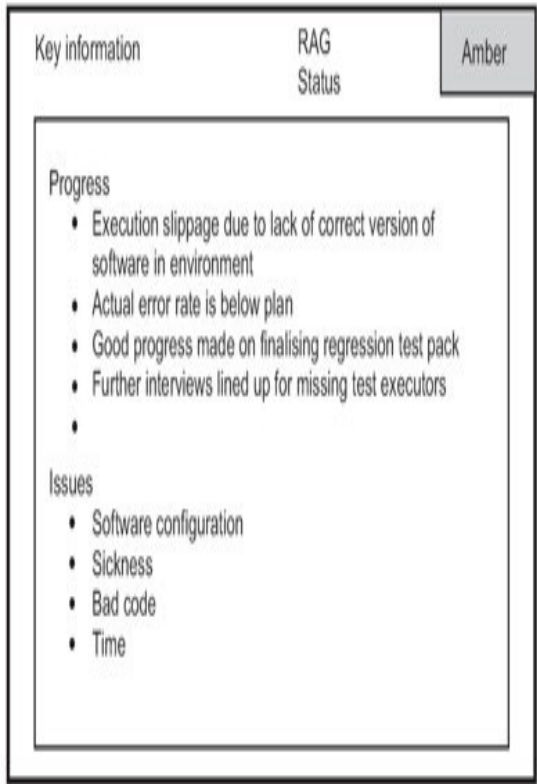 Key information
RAG
Status
Amber
Progress
• Execution slippage due to lack of correct version of
software in environment
• Actual error rate is below plan
• Good progress made on finalising regression test pack
• Further interviews lined up for missing test executors
•
Issues
• Software configuration
• Sickness
• Bad code
• Time